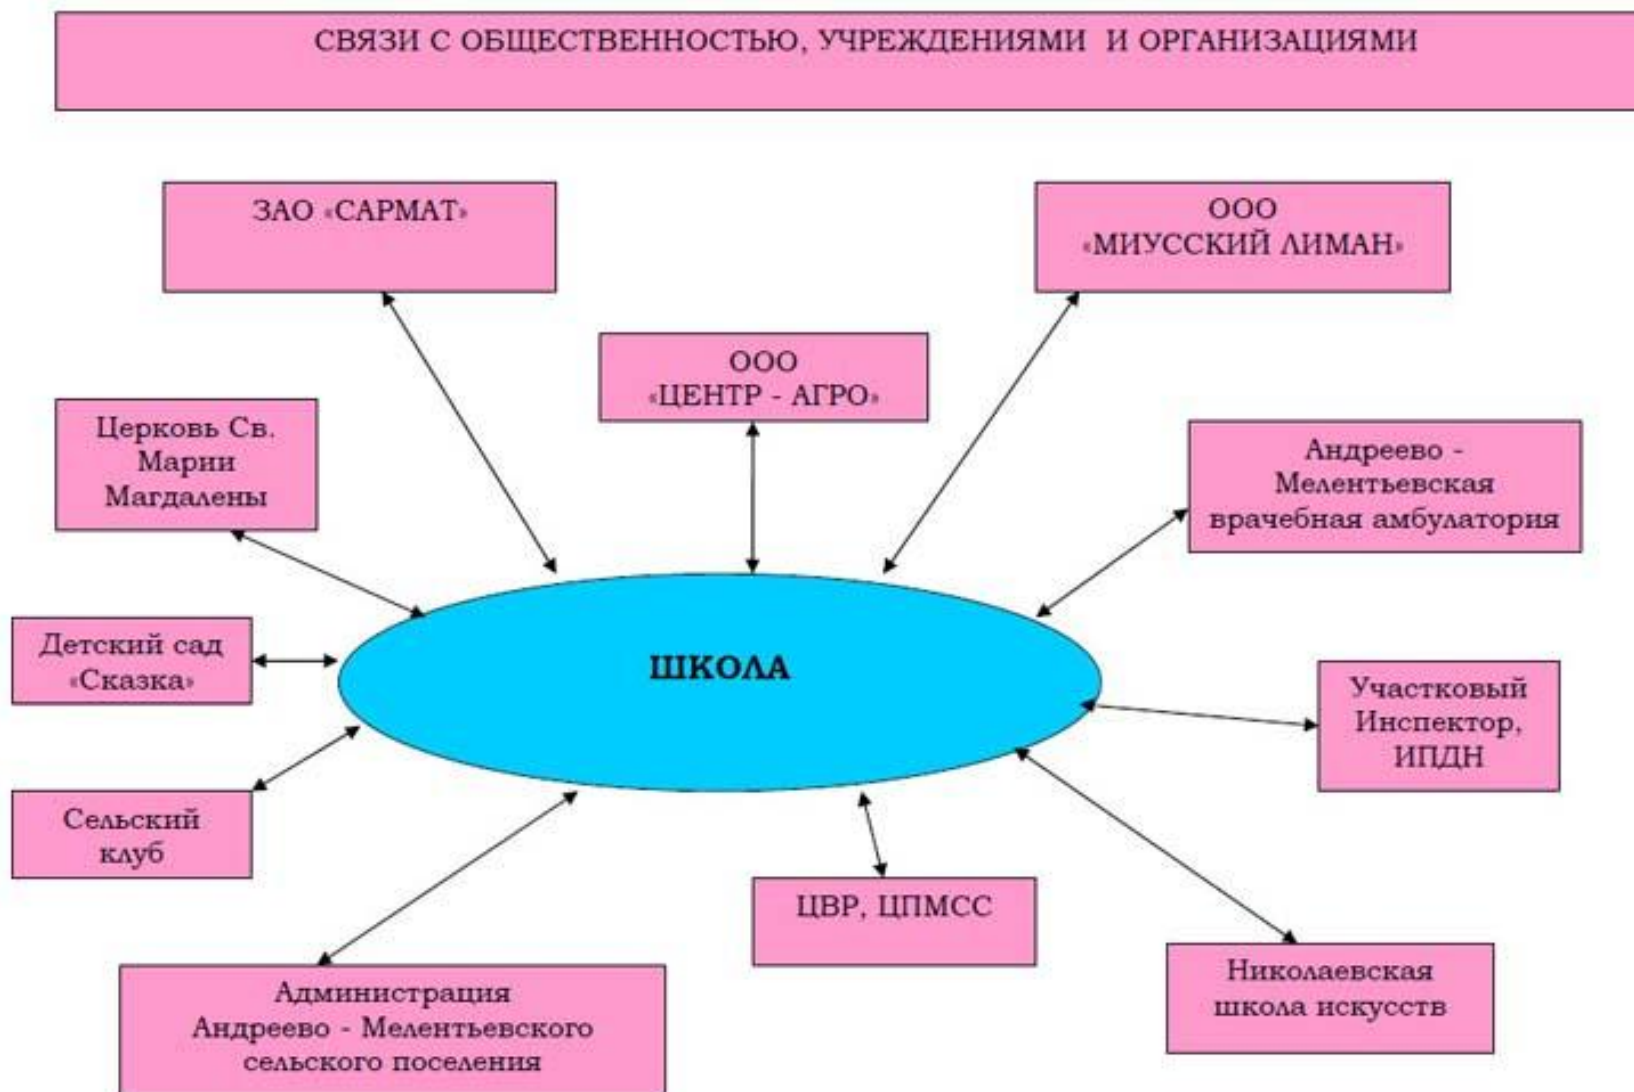 СВЯЗИ С ОБЩЕСТВЕННОСТЬЮ, УЧРЕЖДЕНИЯМИ И ОРГАНИЗАЦИЯМИ
ЗАО «САРМАТ»
ООО
«МИУССКИЙ ЛИМАН»
ООО
«ЦЕНТР - АГРО»
Церковь Св.
Марии
Магдалены
Андреево -
Мелентьевская
врачебная амбулатория
Детский сад
«Сказка»
ШКОЛА
Участковый
Инспектор,
ИПДН
Сельский
клуб
ЦВР, ЦПМСС
Администрация
Андреево - Мелентьевского
сельского поселения
Николаевская
школа искусств